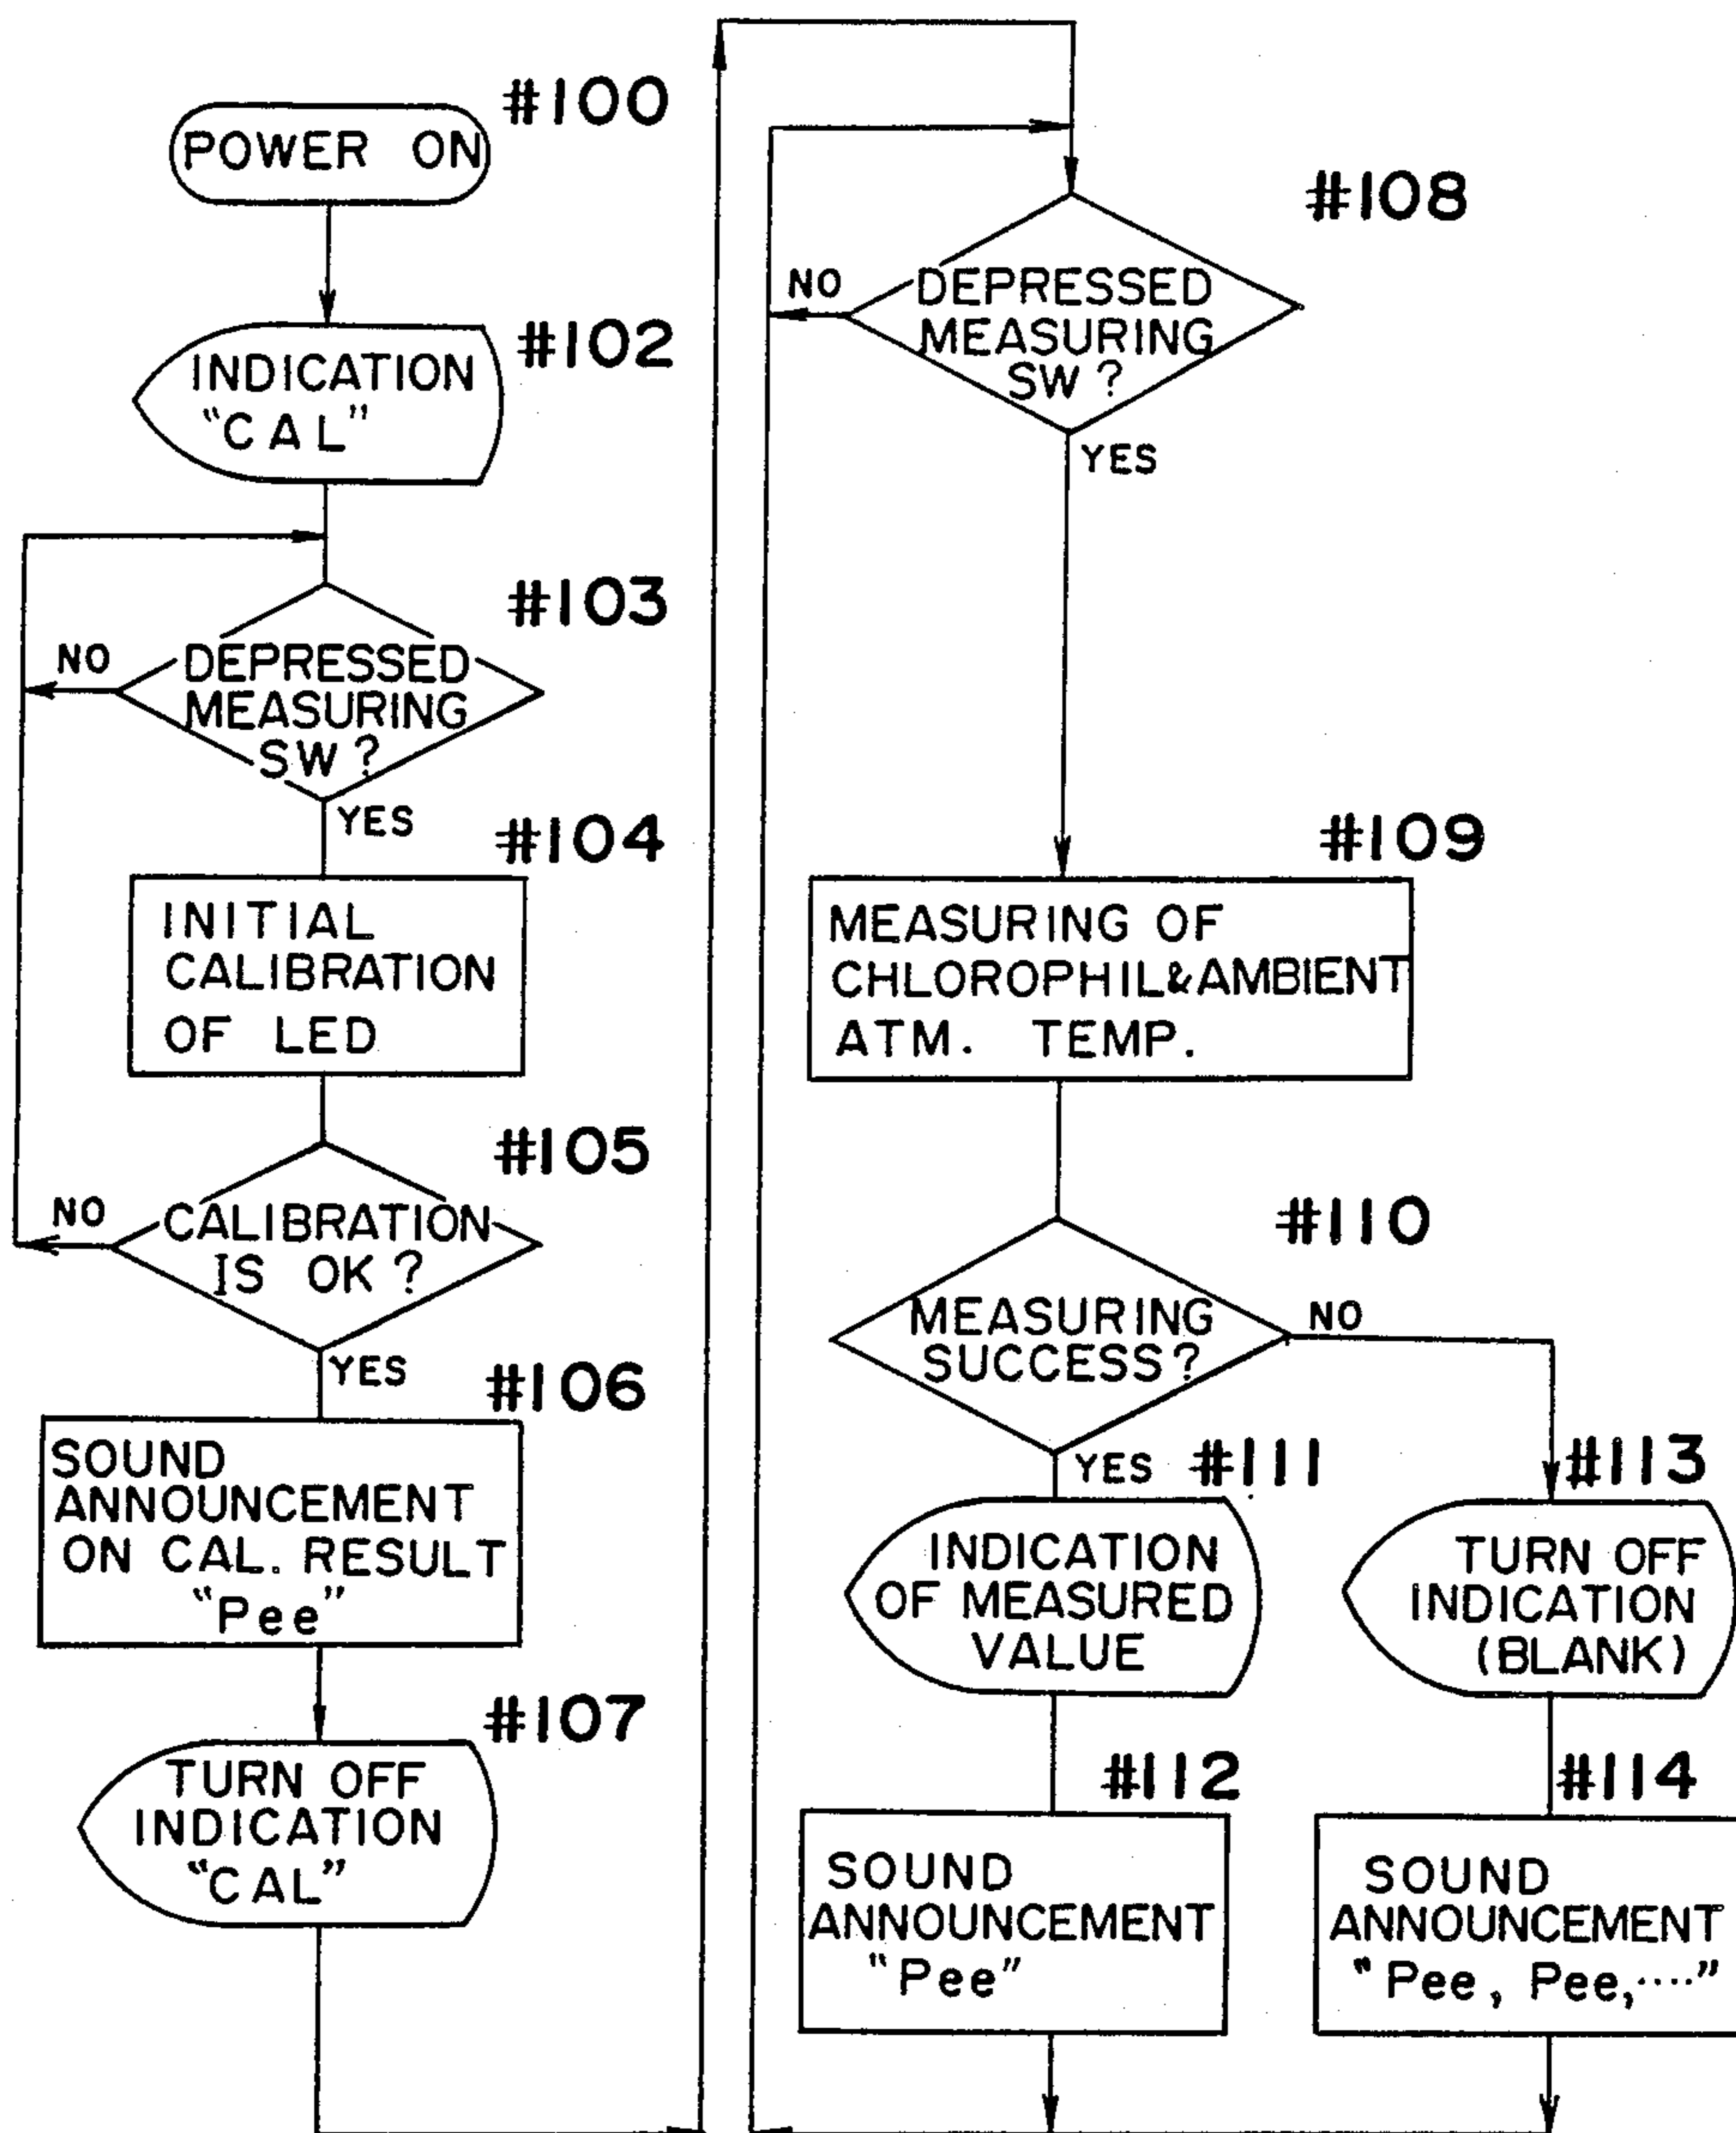 #100
POWER ON
#102
INDICATION
"CAL"
#103
NO
DEPRESSED
MEASURING
SW?
YES
#104
INITIAL
CALIBRATION
OF LED
#105
NO
CALIBRATION
IS OK?
YES
#106
SOUND
ANNOUNCEMENT
ON CAL. RESULT
"Pee"
#107
TURN OFF
INDICATION
"CAL"
#108
NO
DEPRESSED
MEASURING
SW?
YES
#109
MEASURING OF
CHLOROPHIL&AMBIENT
ATM. TEMP.
#110
MEASURING
SUCCESS?
NO
YES
#111
INDICATION
OF MEASURED
VALUE
#112
SOUND
ANNOUNCEMENT
"Pee"
#113
TURN OFF
INDICATION
(BLANK)
#114
SOUND
ANNOUNCEMENT
"Pee, Pee,····"